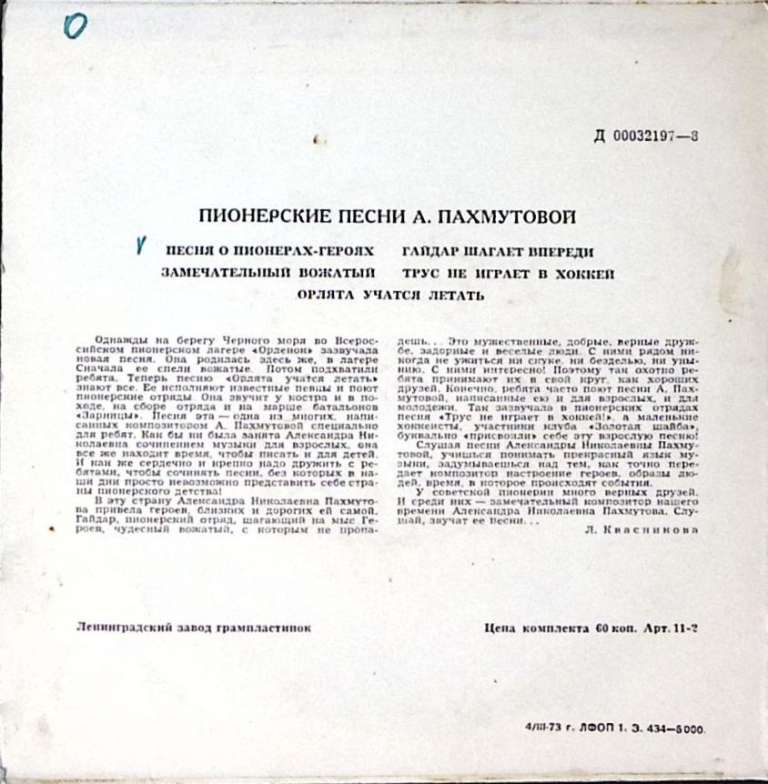 О
Д 00032197—8
ПИОНЕРСКИЕ ПЕСНИ А. ПАХМУТОВОЙ
ПЕСНЯ О ПИОНЕРАХ-ГЕРОЯХ ГАЙДАР ШАГАЕТ ВПЕРЕДИ
ЗАМЕЧАТЕЛЬНЫЙ ВОЖАТЫЙ ТРУС НЕ ИГРАЕТ В ХОККЕЙ
ОРЛЯТА УЧАТСЯ ЛЕТАТЬ
Однажды на берегу Черного моря во Всерос-
сийском пионерском лагере «Орленок» зазвучала
новая песня. Она родилась здесь же, в лагере
Сначала ее спели вожатые. Потом подхватили
ребята. Теперь песню «Орлята учатся летать»
знают все. Ее исполняют известные певцы и поют
пионерские отряды. Она звучит у костра и в по-
ходе, на сборе отряда и на марше батальонов
«Зарницы». Песня эта — одна из многих, напи-
санных композитором А. Пахмутовой специально
для ребят. Как бы ни была занята Александра Ни-
колаевна сочинением музыки для взрослых, она
все же находит время, чтобы писать и для детей.
И как же сердечно и крепко надо дружить с ре-
бятами, чтобы сочинять песни, без которых в на-
ши дни просто невозможно представить себе стра-
ны пионерского детства!
В эту страну Александра Николаевна Пахмуто-
ва привела героев, близких и дорогих ей самой.
Гайдар, пионерский отряд, шагающий на мыс Ге-
роев, чудесный вожатый, с которым не пропа-
дешь... Это мужественные, добрые, верные друж-
бе, задорные и веселые люди. С ними рядом ни-
когда не ужиться ни скуке, ни безделью, ни уны-
нию. С ними интересно! Поэтому так охотно ре-
бята принимают их в свой круг, как хороших
друзей. Конечно, ребята часто поют песни А. Пах-
мутовой, написанные ею и для взрослых, и для
молодежи. Так зазвучала в пионерских отрядах
песня «Трус не играет в хоккей!», а маленькие
хоккеисты, участники клуба «Золотая шайба»,
буквально «присвоили» себе эту взрослую песню!
Слушая песни Александры Николаевны Пахму-
товой, учишься понимать прекрасный язык му-
зыки, задумываешься над тем, как точно пере-
дает композитор настроение героев, образы лю-
дей, время, в которое происходят события.
У советской пионерии много верных друзей.
И среди них — замечательный композитор нашего
времени Александра Николаевна Пахмутова. Слу-
шай, звучат ее песни...
Л. Квасникова
Ленинградский завод грампластинок Цена комплекта 60 коп. Арт. 11-2
4/III-73 г. ЛФОП 1. З. 434—5000.